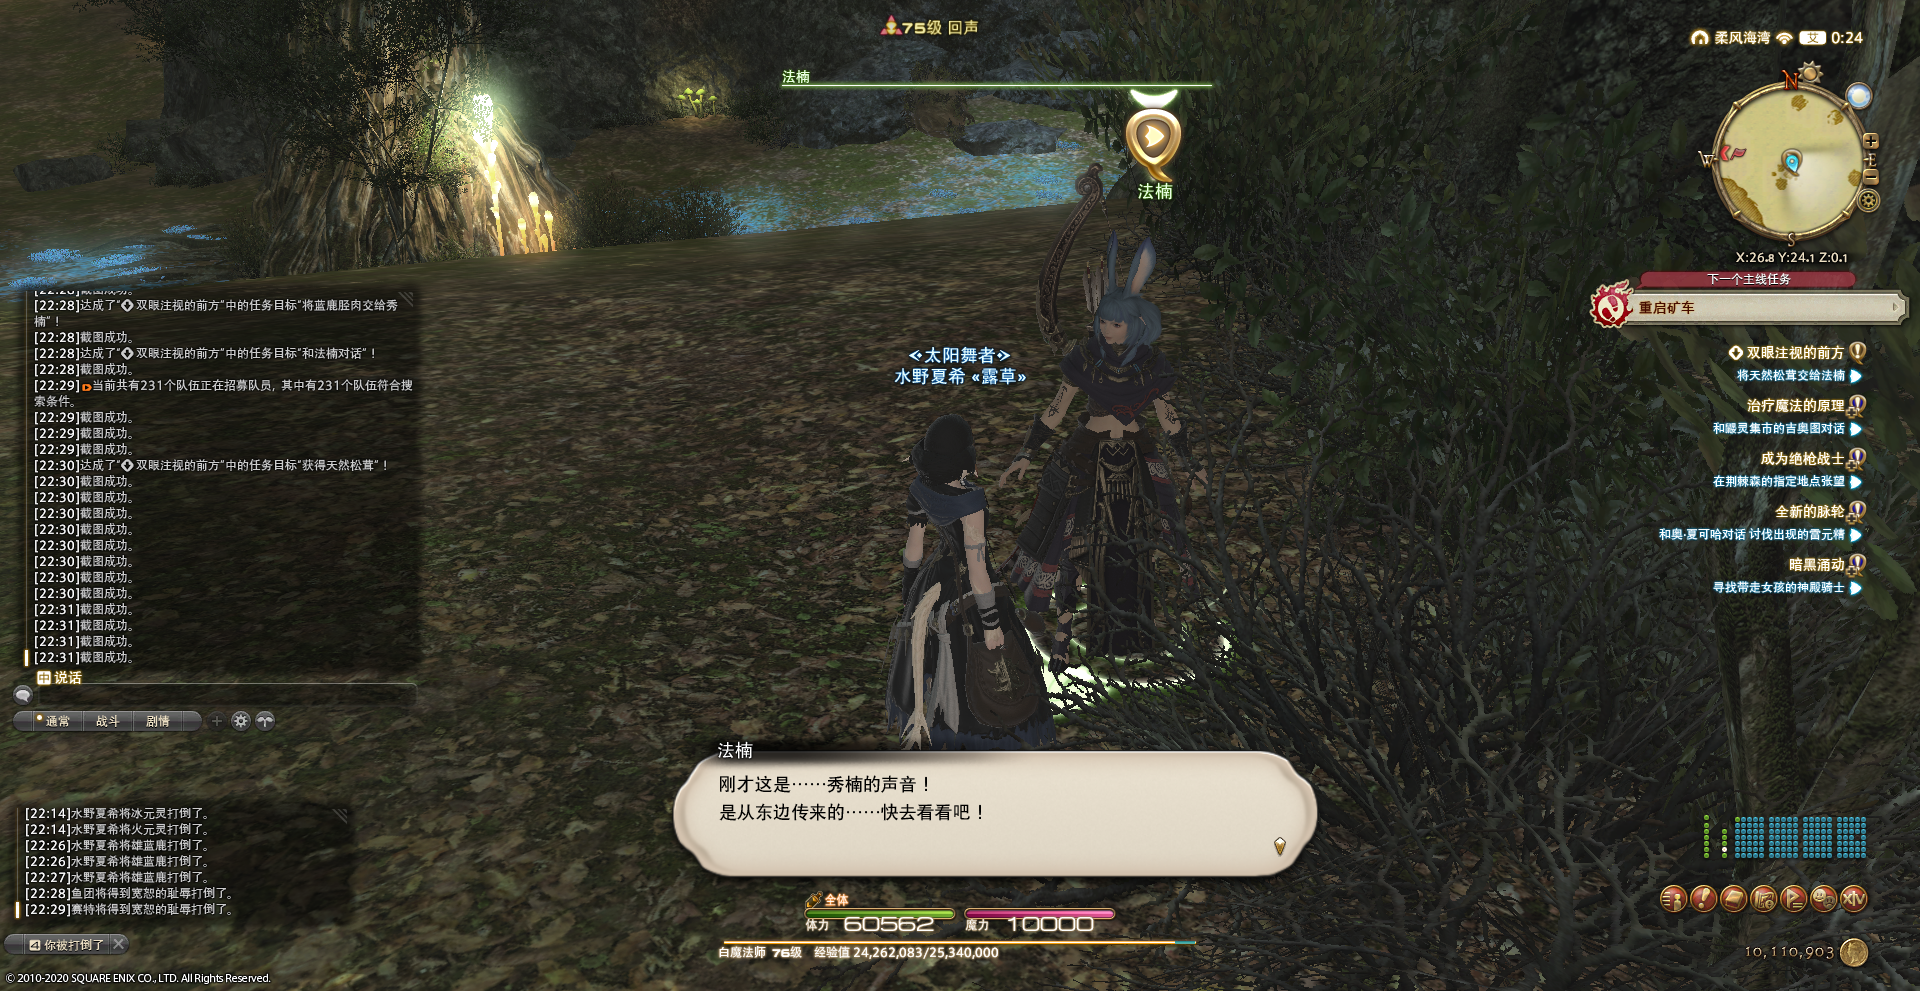 75级 回声
法楠
法楠
柔风海湾 艾 0:24
N
W
E
S
X:26.8 Y:24.1 Z:0.1
下一个主线任务
重启矿车
双眼注视的前方
将天然松茸交给法楠
治疗魔法的原理
和鼹灵集市的吉奥图对话
成为绝枪战士
在荆棘森的指定地点张望
全新的脉轮
和奥·夏可哈对话 讨伐出现的雷元精
暗黑涌动
寻找带走女孩的神殿骑士
太阳舞者
水野夏希 «露草»
[22:28]截图成功。
[22:28]达成了“双眼注视的前方”中的任务目标“将蓝鹿胫肉交给秀
楠”！
[22:28]截图成功。
[22:28]达成了“双眼注视的前方”中的任务目标“和法楠对话”！
[22:28]截图成功。
[22:29]当前共有231个队伍正在招募队员, 其中有231个队伍符合搜
索条件。
[22:29]截图成功。
[22:29]截图成功。
[22:29]截图成功。
[22:30]达成了“双眼注视的前方”中的任务目标“获得天然松茸”！
[22:30]截图成功。
[22:30]截图成功。
[22:30]截图成功。
[22:30]截图成功。
[22:30]截图成功。
[22:30]截图成功。
[22:30]截图成功。
[22:30]截图成功。
[22:31]截图成功。
[22:31]截图成功。
[22:31]截图成功。
[22:31]截图成功。
说话
通常 战斗 剧情
法楠
刚才这是……秀楠的声音！
是从东边传来的……快去看看吧！
[22:14]水野夏希将冰元灵打倒了。
[22:14]水野夏希将火元灵打倒了。
[22:26]水野夏希将雄蓝鹿打倒了。
[22:26]水野夏希将雄蓝鹿打倒了。
[22:27]水野夏希将雄蓝鹿打倒了。
[22:28]鱼团将得到宽恕的耻辱打倒了。
[22:29]赛特将得到宽恕的耻辱打倒了。
4 你被打倒了
全体
体力 60562 魔力 10000
白魔法师 76级 经验值 24,262,083/25,340,000
XIV
10,110,903
© 2010-2020 SQUARE ENIX CO., LTD. All Rights Reserved.